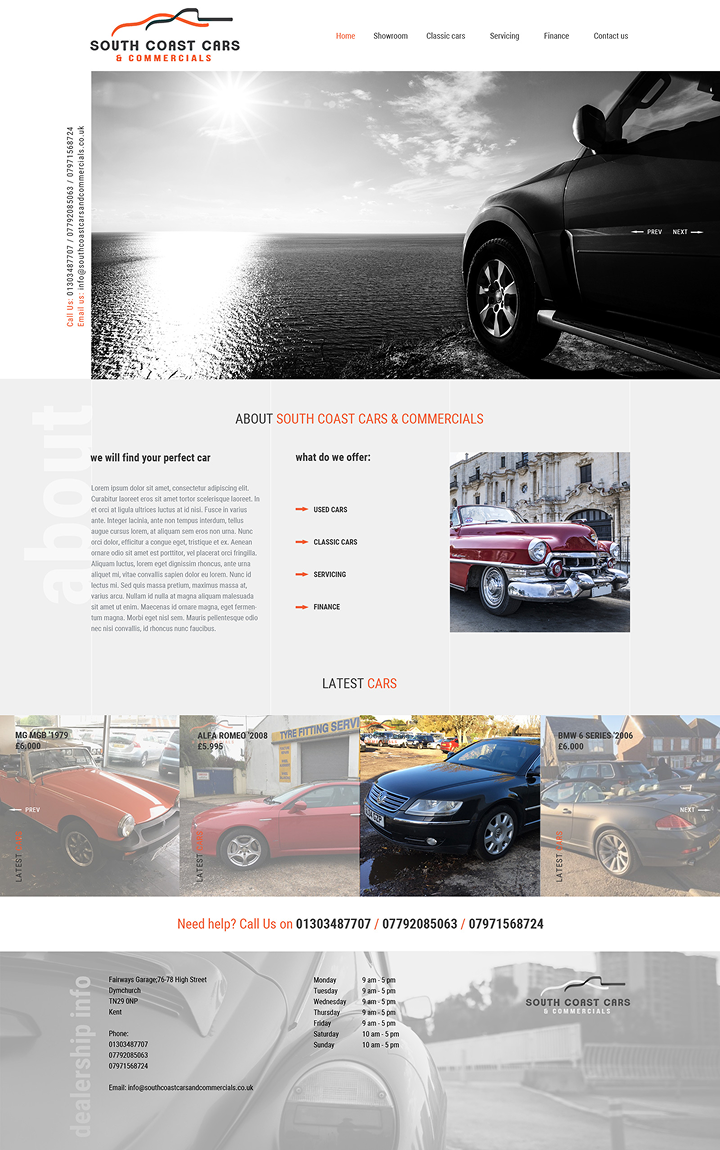 SOUTH COAST CARS
& COMMERCIALS
Home Showroom Classic cars Servicing Finance Contact us
Call Us: 01303487707 / 07792085063 / 07971568724
Email us: info@southcoastcarsandcommercials.co.uk
PREV NEXT
about
ABOUT SOUTH COAST CARS & COMMERCIALS
we will find your perfect car
Lorem ipsum dolor sit amet, consectetur adipiscing elit.
Curabitur laoreet eros sit amet tortor scelerisque laoreet. In
et orci at ligula ultrices luctus at id nisi. Fusce in varius
ante. Integer lacinia, ante non tempus interdum, tellus
augue cursus lorem, at aliquam sem eros non urna. Nunc
orci dolor, efficitur a congue eget, tristique et ex. Aenean
ornare odio sit amet est porttitor, vel placerat orci fringilla.
Aliquam luctus, lorem eget dignissim rhoncus, ante urna
aliquet mi, vitae convallis sapien dolor eu lorem. Nunc id
lectus mi. Sed quis massa pretium, maximus massa at,
varius arcu. Nullam id nulla at magna aliquam malesuada
sit amet ut enim. Maecenas id ornare magna, eget fermen-
tum magna. Morbi eget nisl sem. Mauris pellentesque odio
nec nisi convallis, id rhoncus nunc faucibus.
what do we offer:
USED CARS
CLASSIC CARS
SERVICING
FINANCE
LATEST CARS
MG MGB '1979
£6,000
PREV
LATEST CARS
ALFA ROMEO '2008
£5.995
TYRE FITTING SERVI
LATEST CARS
BMW 6 SERIES '2006
£6.000
NEXT
LATEST CARS
Need help? Call Us on 01303487707 / 07792085063 / 07971568724
dealership info
Fairways Garage;76-78 High Street
Dymchurch
TN29 0NP
Kent
Phone:
01303487707
07792085063
07971568724
Email: info@southcoastcarsandcommercials.co.uk
Monday 9 am - 5 pm
Tuesday 9 am - 5 pm
Wednesday 9 am - 5 pm
Thursday 9 am - 5 pm
Friday 9 am - 5 pm
Saturday 10 am - 5 pm
Sunday 10 am - 5 pm
SOUTH COAST CARS
& COMMERCIALS